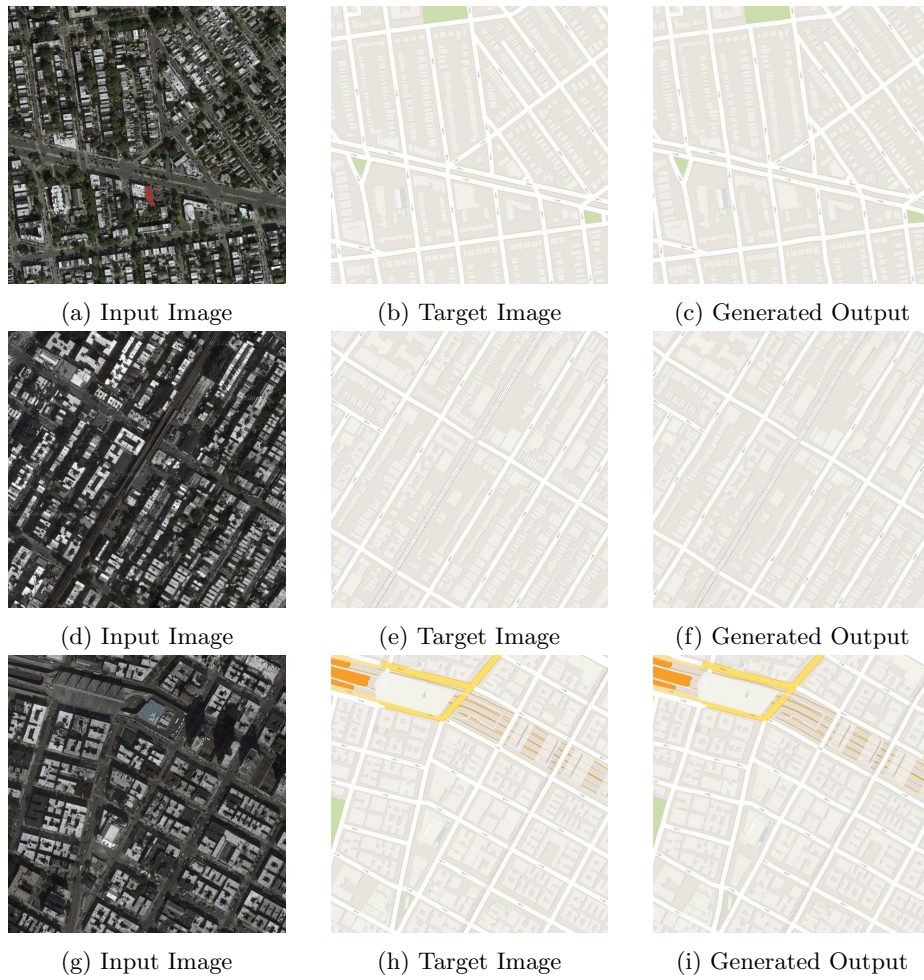 (a) Input Image
(b) Target Image
(c) Generated Output
(d) Input Image
(e) Target Image
(f) Generated Output
(g) Input Image
(h) Target Image
(i) Generated Output